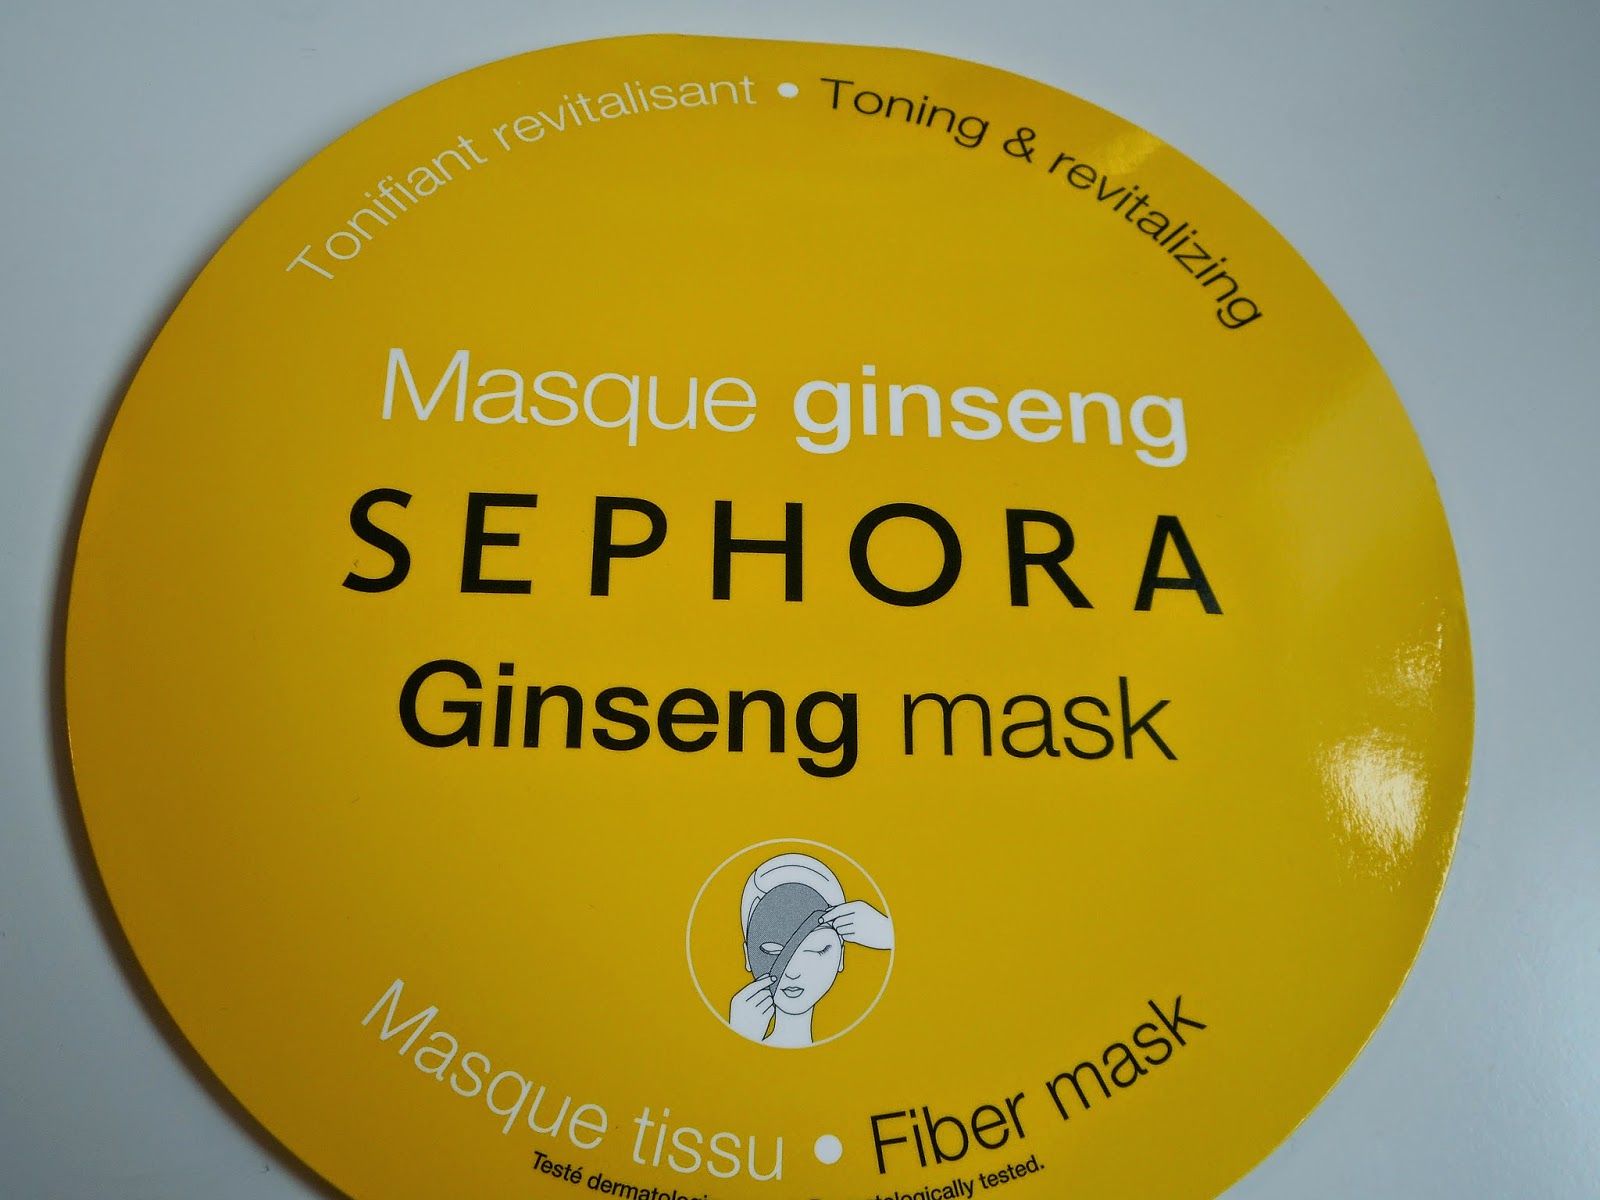 Tonifiant revitalisant • Toning & revitalizing
Masque ginseng
SEPHORA
Ginseng mask
Masque tissu • Fiber mask
Testé tested.